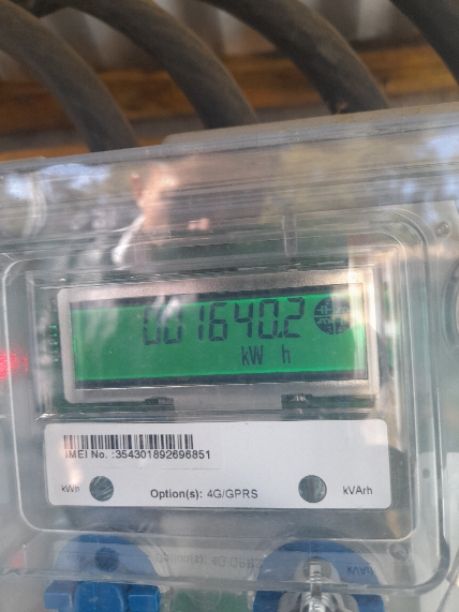 001640.2
kW h
IMEI No. :354301892696851
kWh
Option(s): 4G/GPRS
kVArh